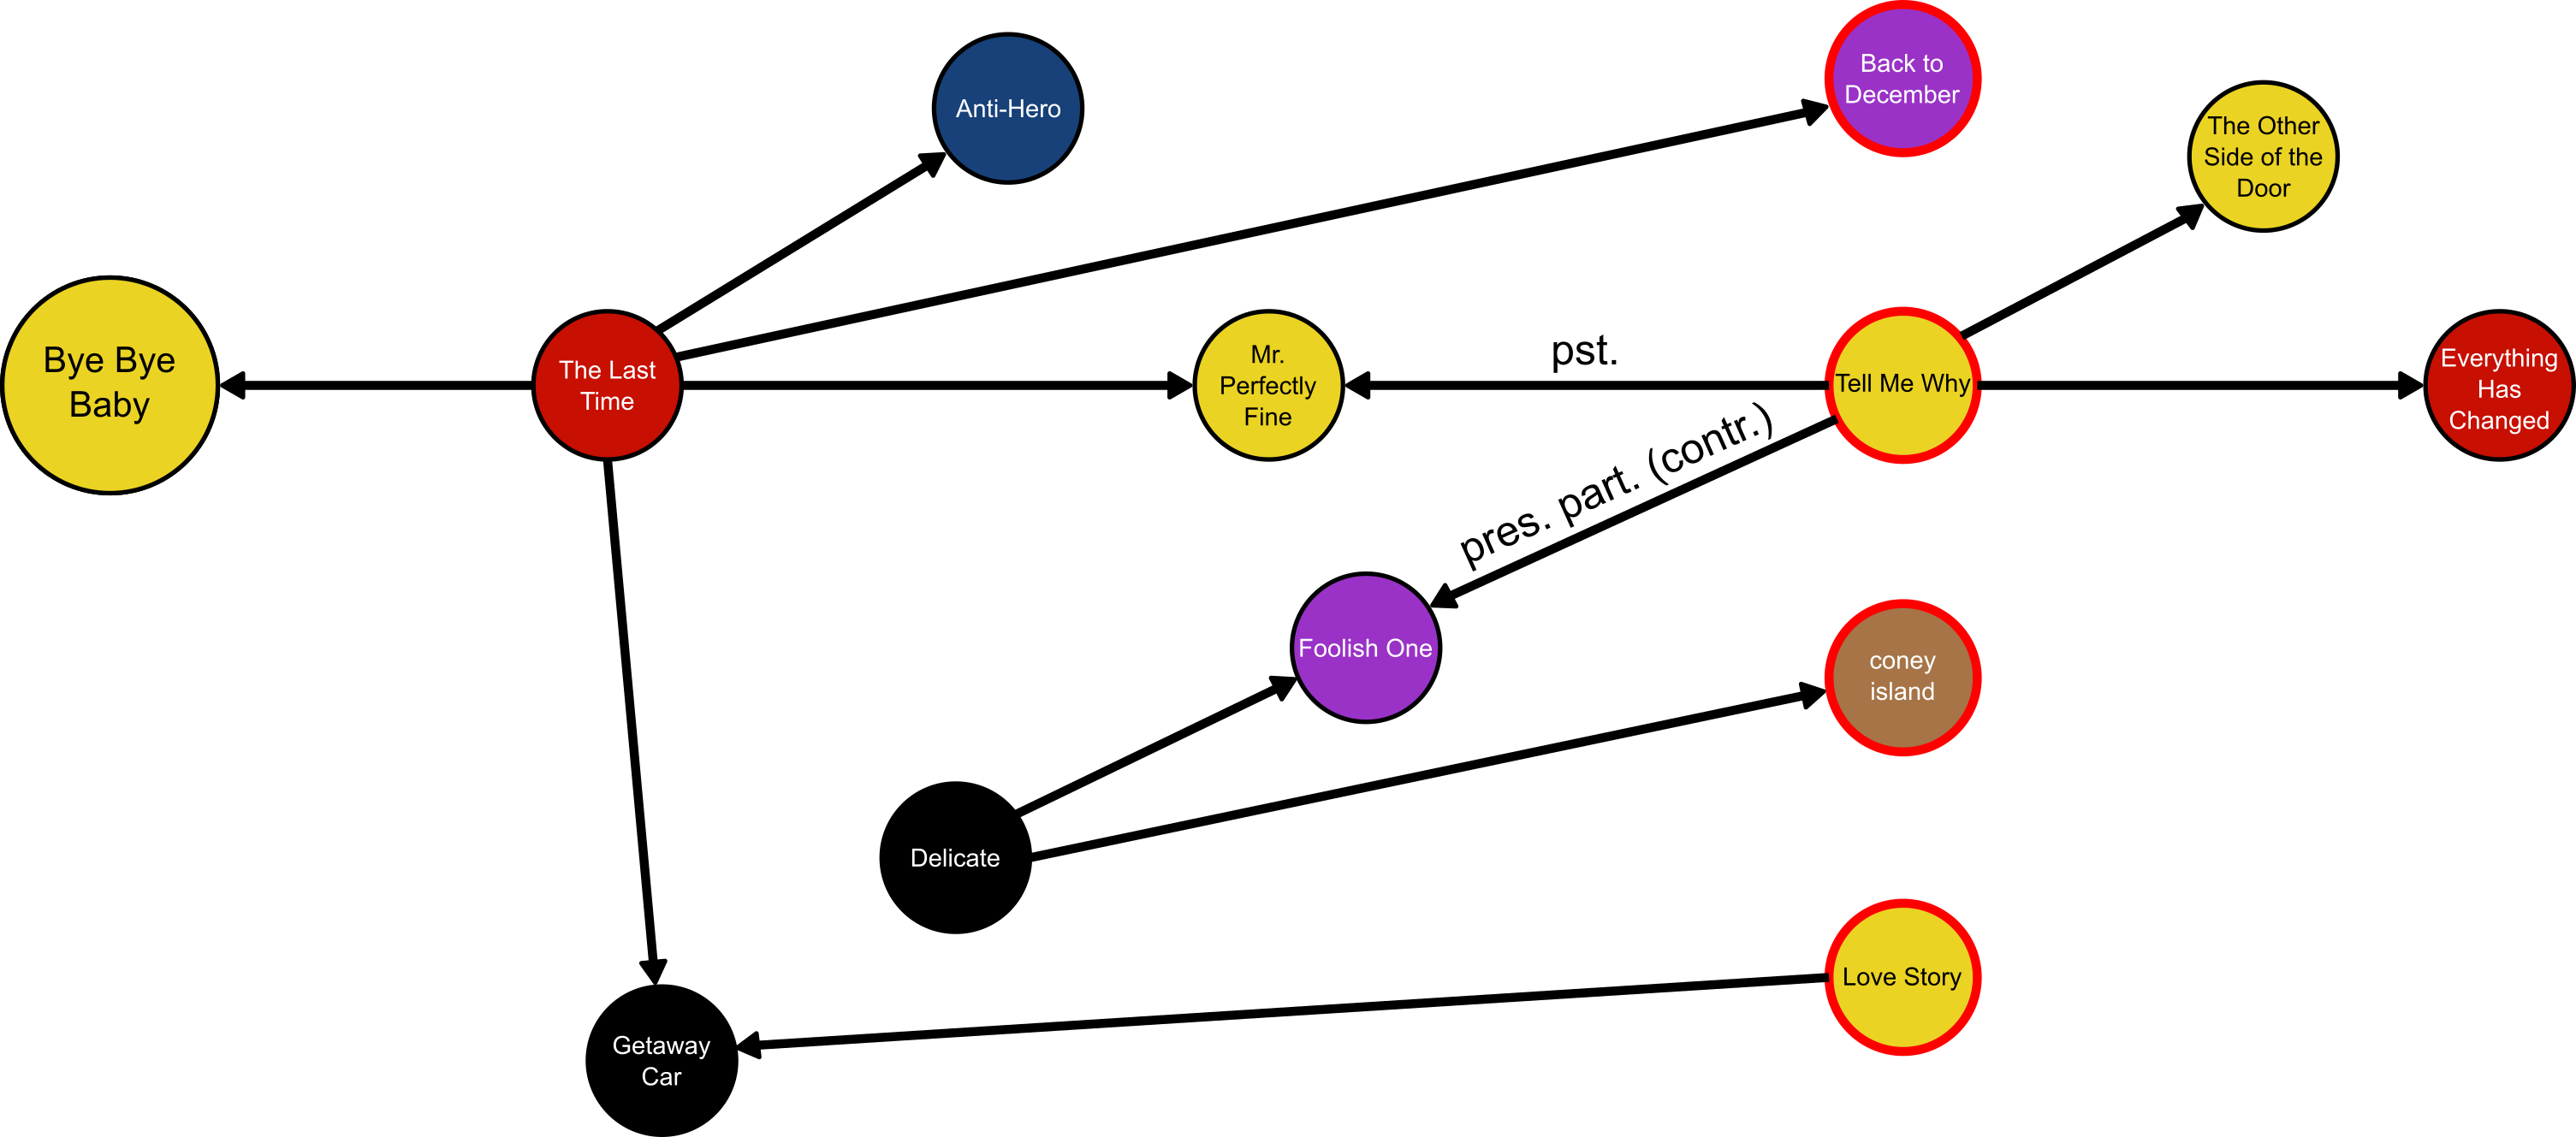 Back to
December
Anti-Hero
The Other
Side of the
Door
Bye Bye
Baby
The Last
Time
Mr.
Perfectly
Fine
pst.
Tell Me Why
Everything
Has
Changed
pres. part. (contr.)
Foolish One
coney
island
Delicate
Love Story
Getaway
Car